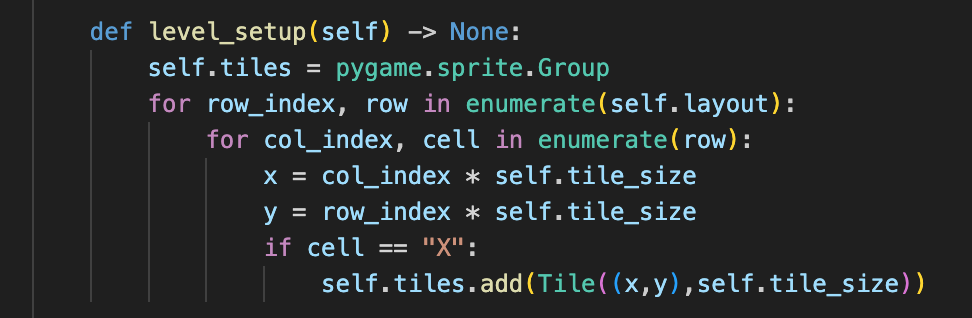 def level_setup(self) -> None:
    self.tiles = pygame.sprite.Group
    for row_index, row in enumerate(self.layout):
        for col_index, cell in enumerate(row):
            x = col_index * self.tile_size
            y = row_index * self.tile_size
            if cell == "X":
                self.tiles.add(Tile((x,y),self.tile_size))